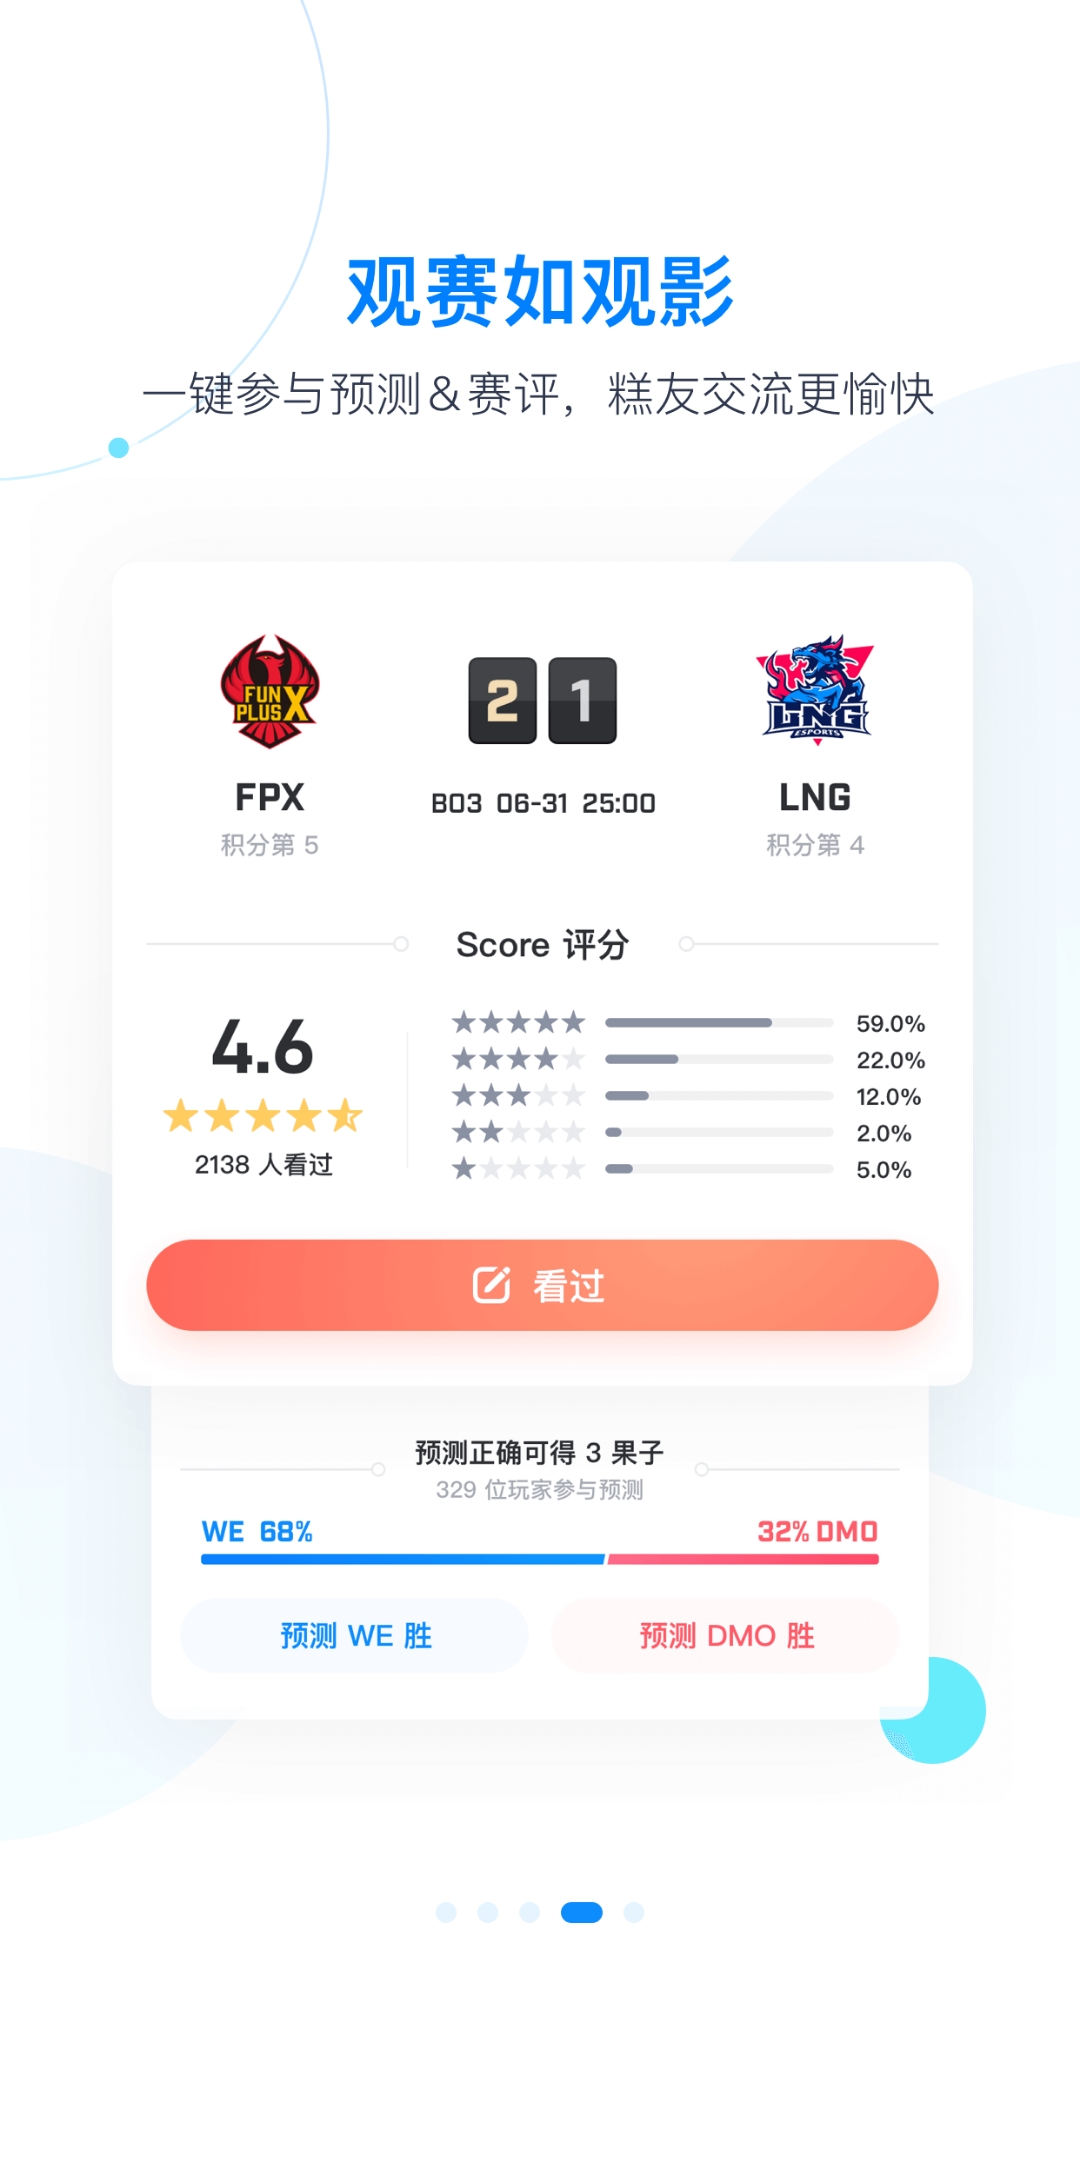 观赛如观影
一键参与预测&赛评，糕友交流更愉快
FUN
PLUS X
2 1
LNG
ESPORTS
FPX
BO3 06-31 25:00
LNG
积分第 5
积分第 4
Score 评分
4.6
2138 人看过
59.0%
22.0%
12.0%
2.0%
5.0%
看过
预测正确可得 3 果子
329 位玩家参与预测
WE 68%
32% DMO
预测 WE 胜
预测 DMO 胜